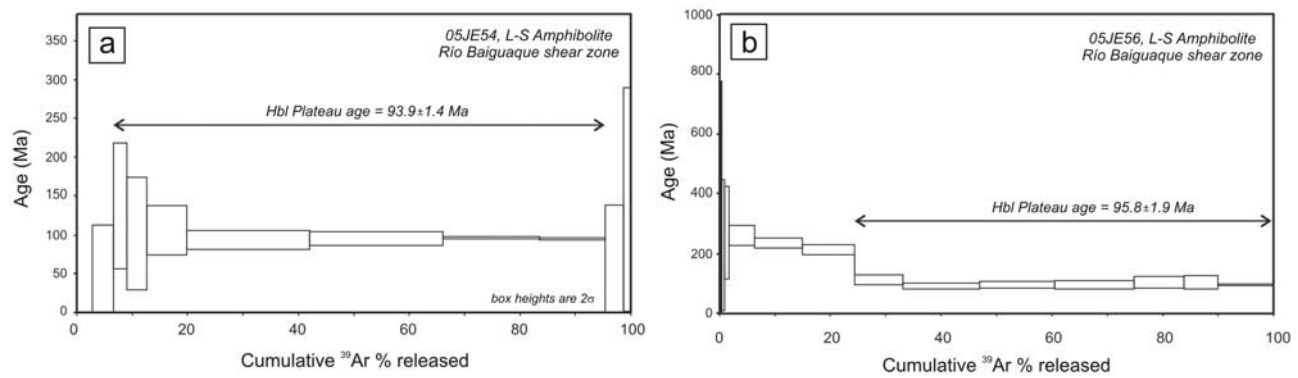 a
05JE54, L-S Amphibolite
Río Baiguaque shear zone
Hbl Plateau age = 93.9±1.4 Ma
box heights are 2σ
Age (Ma)
350
300
250
200
150
100
50
0
0 20 40 60 80 100
Cumulative ³⁹Ar % released
b
05JE56, L-S Amphibolite
Río Baiguaque shear zone
Hbl Plateau age = 95.8±1.9 Ma
Age (Ma)
1000
800
600
400
200
0
0 20 40 60 80 100
Cumulative ³⁹Ar % released